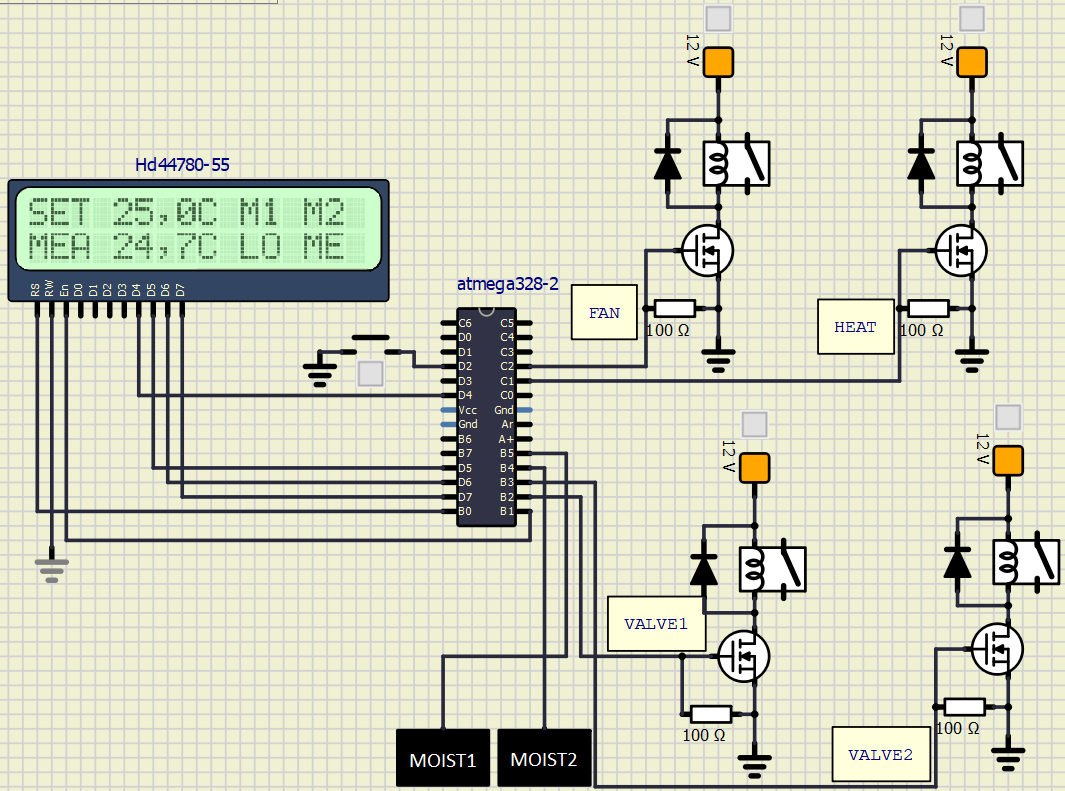 12 V
12 V
Hd44780-55
SET 25,0C M1 M2
MEA 24,7C LO ME
RS RW En D0 D1 D2 D3 D4 D5 D6 D7
atmega328-2
FAN
100 Ω
HEAT
100 Ω
C6 C5
D0 C4
D1 C3
D2 C2
D3 C1
D4 C0
Vcc Gnd
Gnd Ar
B6 A+
B7 B5
D5 B4
D6 B3
D7 B2
B0 B1
12 V
12 V
VALVE1
100 Ω
100 Ω
MOIST1
MOIST2
VALVE2